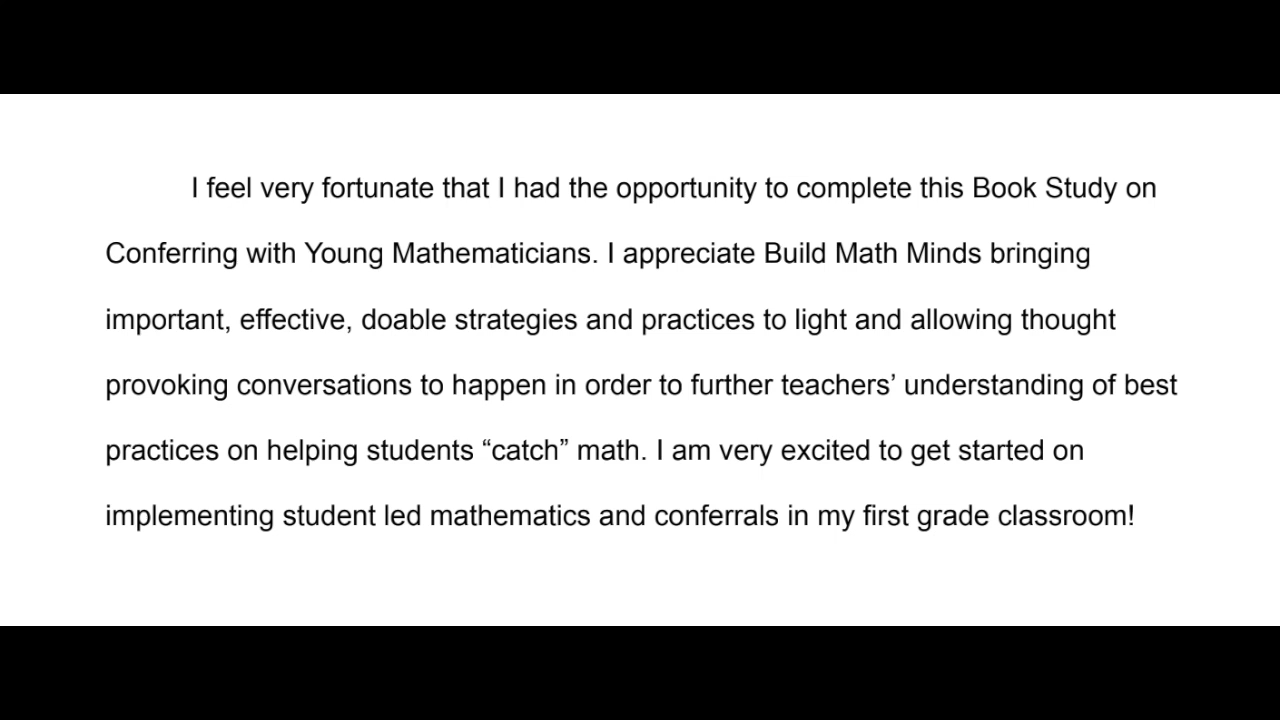 I feel very fortunate that I had the opportunity to complete this Book Study on
Conferring with Young Mathematicians. I appreciate Build Math Minds bringing
important, effective, doable strategies and practices to light and allowing thought
provoking conversations to happen in order to further teachers’ understanding of best
practices on helping students “catch” math. I am very excited to get started on
implementing student led mathematics and conferrals in my first grade classroom!